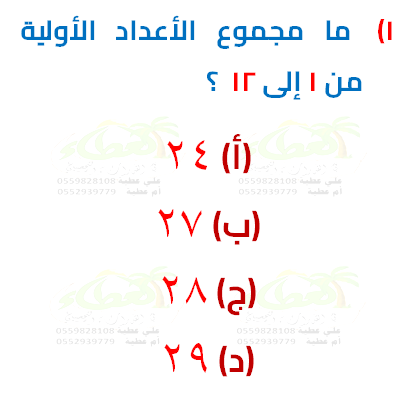 ١) ما مجموع الأعداد الأولية
من ١ إلى ١٢ ؟
(أ) ٢٤
(ب) ٢٧
علي عطية 0559828108
أم عطية 0552939779
علي عطية 0559828108
أم عطية 0552939779
(ج) ٢٨
(د) ٢٩
علي عطية 0559828108
أم عطية 0552939779
علي عطية 0559828108
أم عطية 0552939779